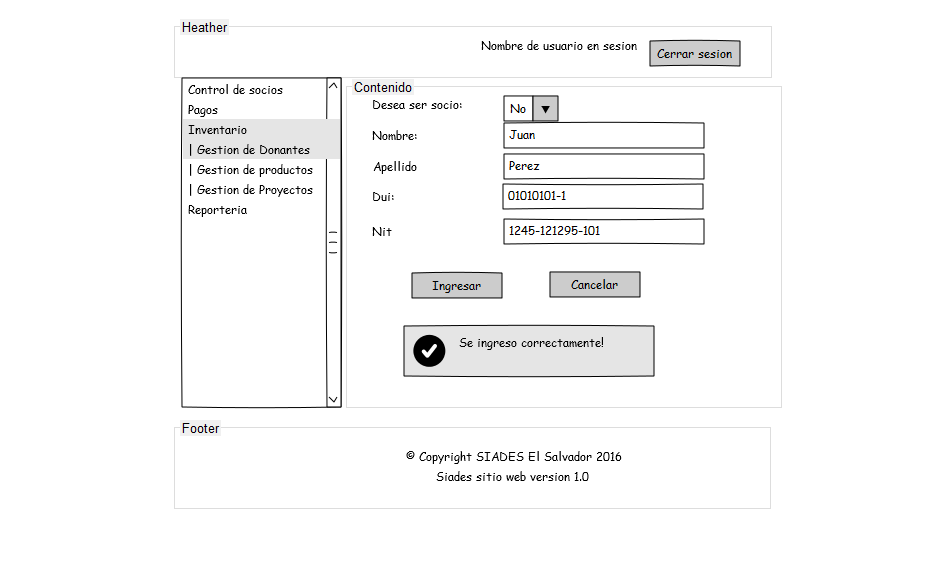 Heather
Nombre de usuario en sesion
Cerrar sesion
Control de socios
Pagos
Inventario
| Gestion de Donantes
| Gestion de productos
| Gestion de Proyectos
Reporteria
Contenido
Desea ser socio: No
Nombre: Juan
Apellido Perez
Dui: 01010101-1
Nit 1245-121295-101
Ingresar Cancelar
Se ingreso correctamente!
Footer
© Copyright SIADES El Salvador 2016
Siades sitio web version 1.0